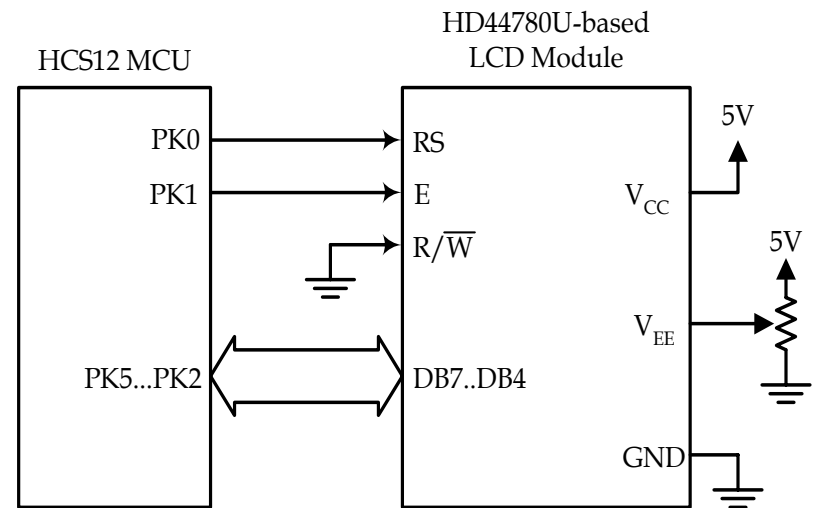 HD44780U-based
LCD Module
HCS12 MCU
PK0
RS
5V
PK1
E
V_CC
R/W̅
5V
V_EE
PK5...PK2
DB7..DB4
GND